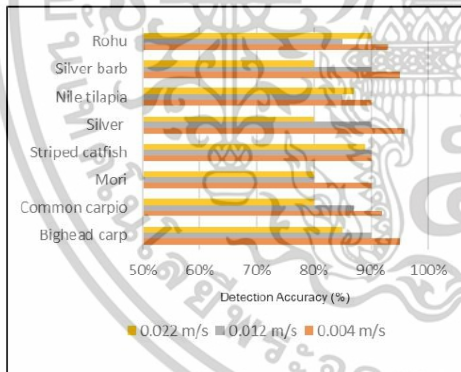 Rohu
Silver barb
Nile tilapia
Silver
Striped catfish
Mori
Common carpio
Bighead carp
50% 60% 70% 80% 90% 100%
Detection Accuracy (%)
0.022 m/s 0.012 m/s 0.004 m/s